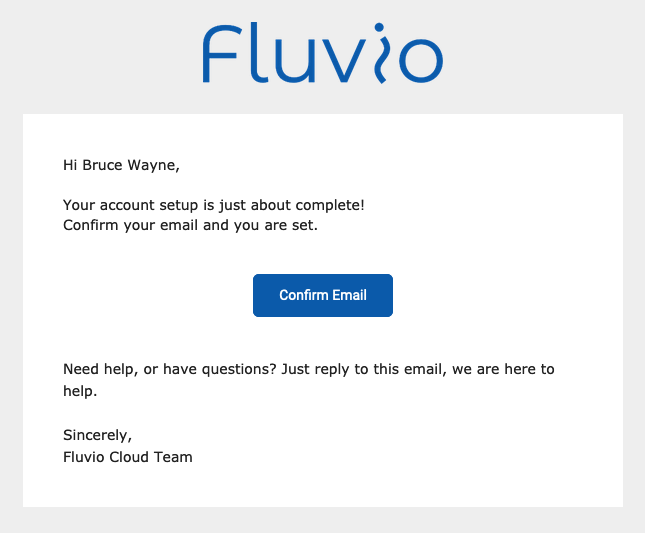 Fluvio
Hi Bruce Wayne,
Your account setup is just about complete!
Confirm your email and you are set.
Confirm Email
Need help, or have questions? Just reply to this email, we are here to
help.
Sincerely,
Fluvio Cloud Team